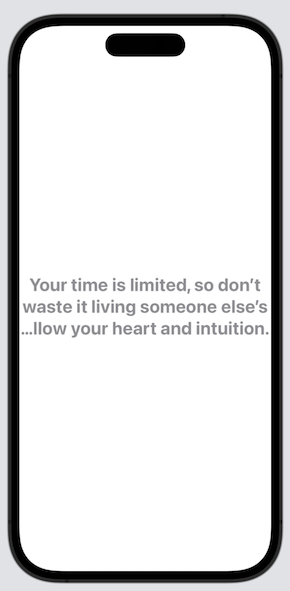 Your time is limited, so don’t
waste it living someone else’s
…llow your heart and intuition.